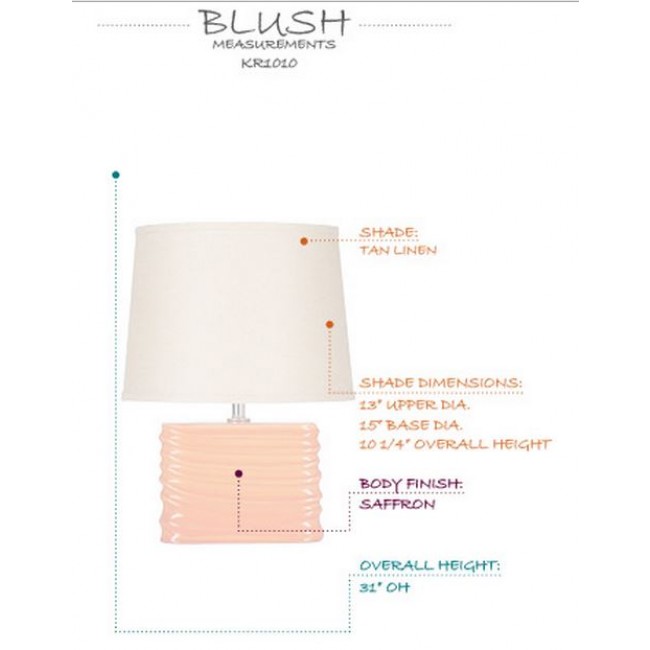 BLUSH
MEASUREMENTS
KR1010
SHADE:
TAN LINEN
SHADE DIMENSIONS:
13" UPPER DIA.
15" BASE DIA.
10 1/4" OVERALL HEIGHT
BODY FINISH:
SAFFRON
OVERALL HEIGHT:
31" OH